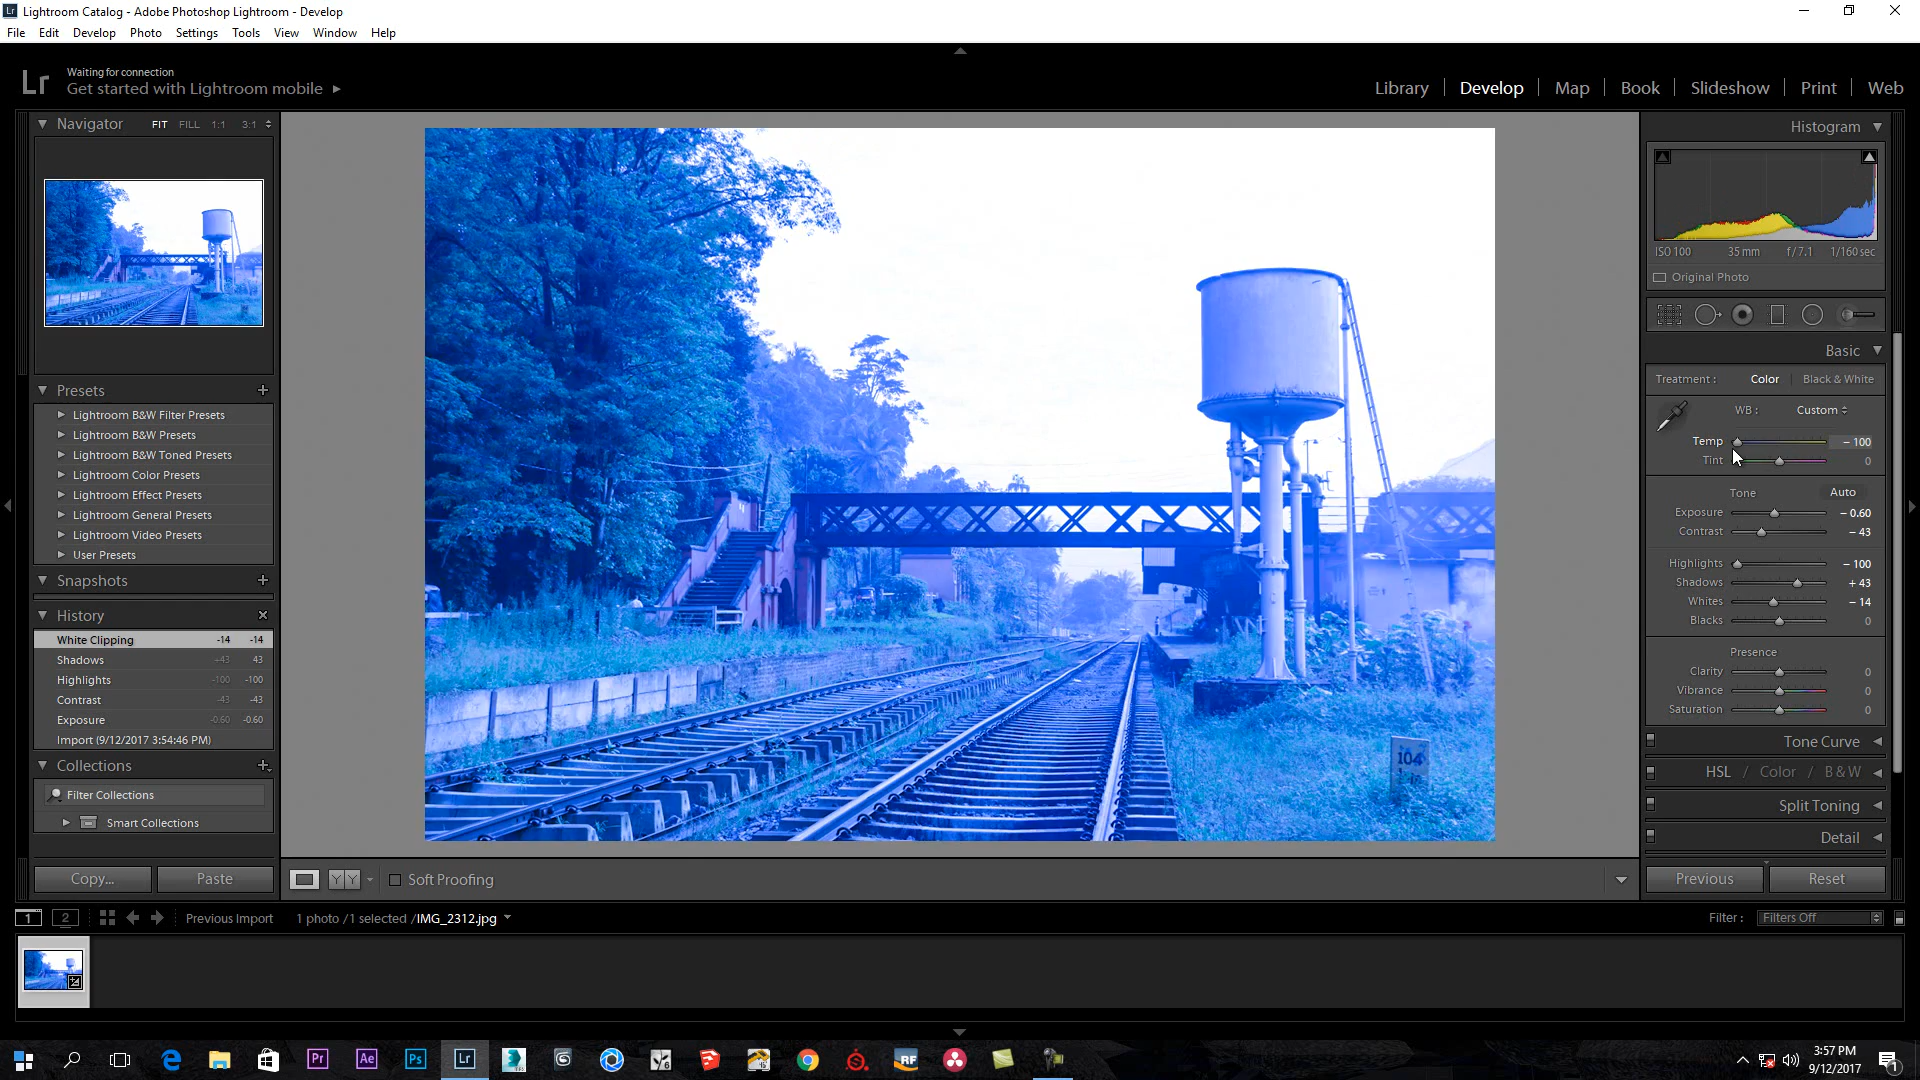 Lr Lightroom Catalog - Adobe Photoshop Lightroom - Develop
File Edit Develop Photo Settings Tools View Window Help
Lr Waiting for connection
Get started with Lightroom mobile
Library Develop Map Book Slideshow Print Web
Navigator FIT FILL 1:1 3:1
Presets
Lightroom B&W Filter Presets
Lightroom B&W Presets
Lightroom B&W Toned Presets
Lightroom Color Presets
Lightroom Effect Presets
Lightroom General Presets
Lightroom Video Presets
User Presets
Snapshots
History
White Clipping -14 -14
Shadows +43 43
Highlights -100 -100
Contrast -43 -43
Exposure -0.60 -0.60
Import (9/12/2017 3:54:46 PM)
Collections
Filter Collections
Smart Collections
Copy... Paste
104
Histogram
ISO 100 35 mm f / 7.1 1/160 sec
Original Photo
Basic
Treatment : Color Black & White
WB : Custom
Temp - 100
Tint 0
Tone Auto
Exposure - 0.60
Contrast - 43
Highlights - 100
Shadows + 43
Whites - 14
Blacks 0
Presence
Clarity 0
Vibrance 0
Saturation 0
Tone Curve
HSL / Color / B & W
Split Toning
Detail
Previous Reset
YY Soft Proofing
1 2 Previous Import 1 photo / 1 selected / IMG_2312.jpg Filter : Filters Off
Pr Ae Ps Lr RF
3:57 PM
9/12/2017
1